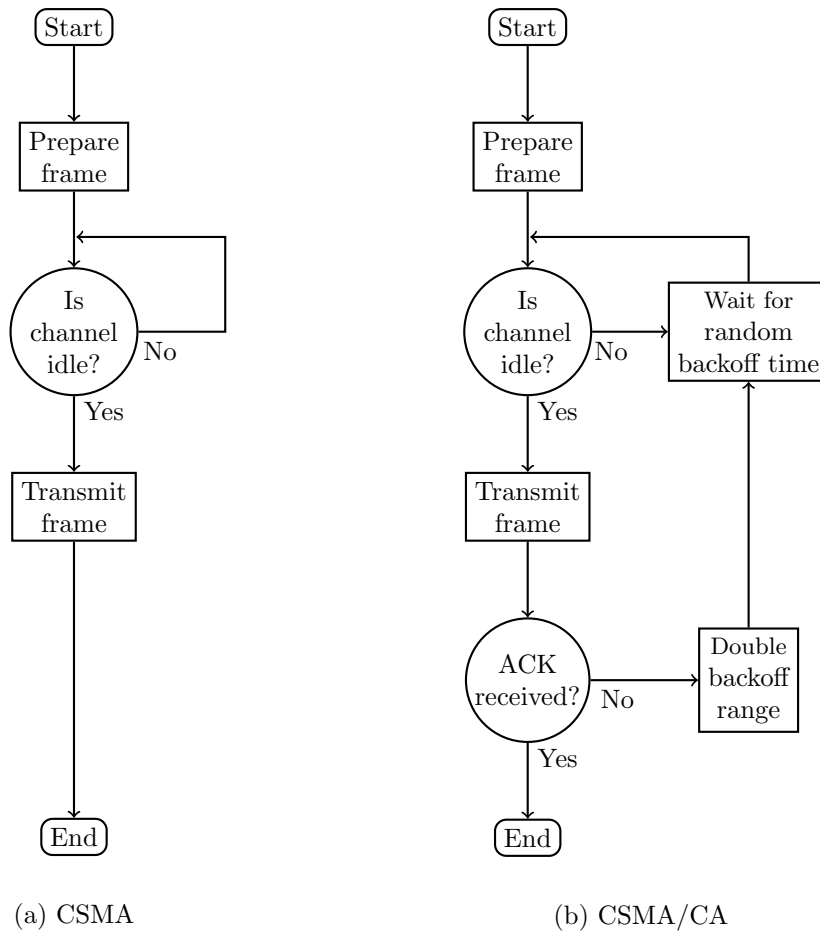 Start
Prepare
frame
Is
channel
idle?
No
Yes
Transmit
frame
End
(a) CSMA
Start
Prepare
frame
Is
channel
idle?
No
Wait for
random
backoff time
Yes
Transmit
frame
ACK
received?
No
Double
backoff
range
Yes
End
(b) CSMA/CA